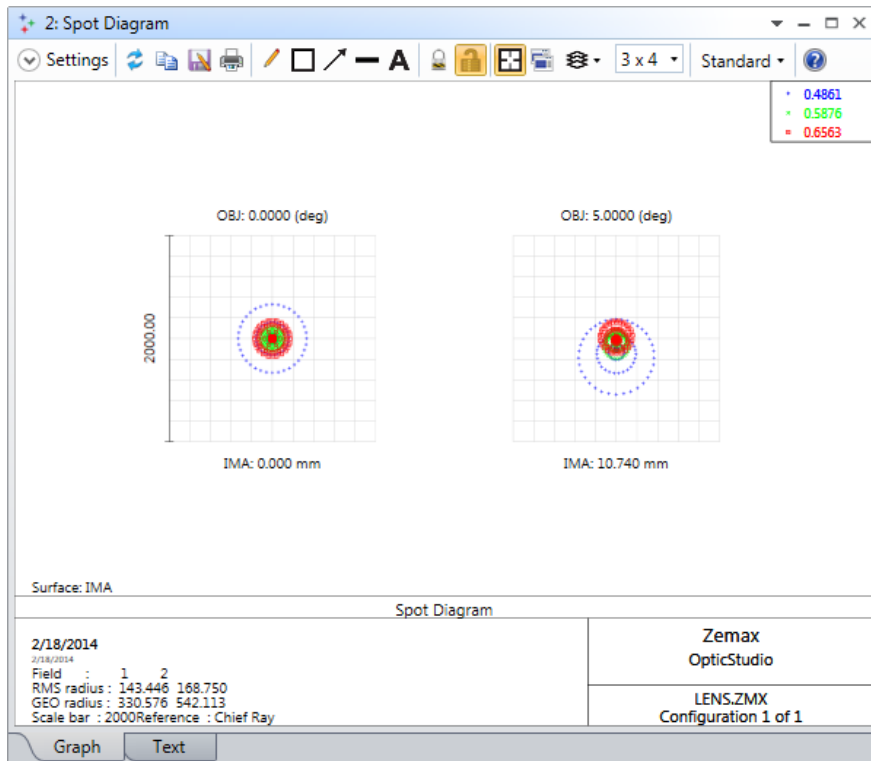 2: Spot Diagram
Settings
A
3 x 4
Standard
0.4861
0.5876
0.6563
OBJ: 0.0000 (deg)
OBJ: 5.0000 (deg)
2000.00
IMA: 0.000 mm
IMA: 10.740 mm
Surface: IMA
Spot Diagram
2/18/2014
2/18/2014
Field : 1 2
RMS radius : 143.446 168.750
GEO radius : 330.576 542.113
Scale bar : 2000Reference : Chief Ray
Zemax
OpticStudio
LENS.ZMX
Configuration 1 of 1
Graph
Text